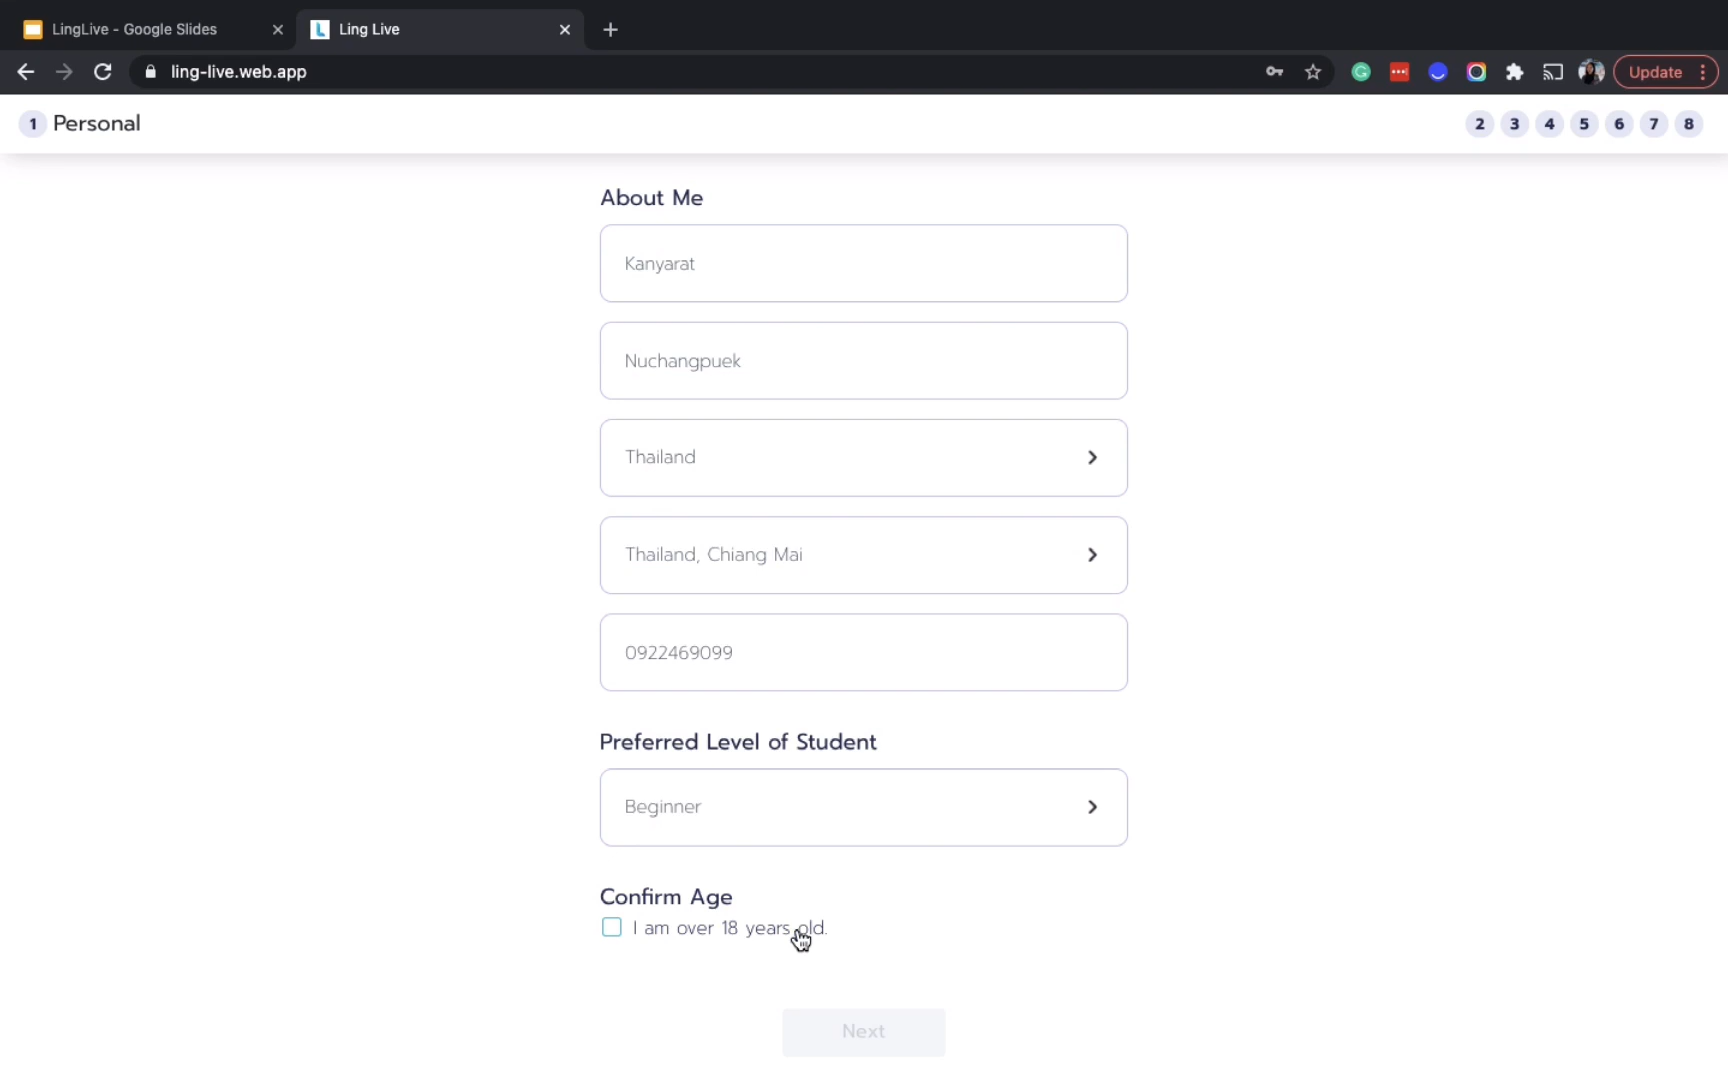 LingLive - Google Slides
Ling Live
ling-live.web.app
Update
1 Personal
2 3 4 5 6 7 8
About Me
Kanyarat
Nuchangpuek
Thailand
Thailand, Chiang Mai
0922469099
Preferred Level of Student
Beginner
Confirm Age
I am over 18 years old.
Next